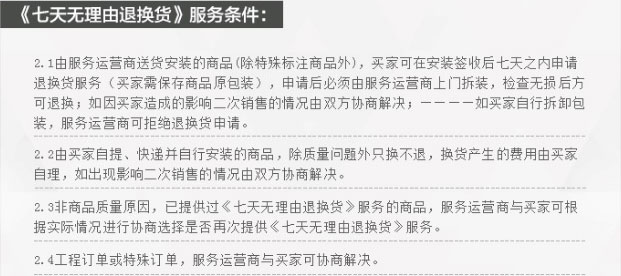 《七天无理由退换货》服务条件：
2.1由服务运营商送货安装的商品(除特殊标注商品外)，买家可在安装签收后七天之内申请
退换货服务（买家需保存商品原包装），申请后必须由服务运营商上门拆装，检查无损后方
可退换；如因买家造成的影响二次销售的情况由双方协商解决；－－－－如买家自行拆卸包
装，服务运营商可拒绝退换货申请。
2.2由买家自提、快递并自行安装的商品，除质量问题外只换不退，换货产生的费用由买家
自理，如出现影响二次销售的情况由双方协商解决。
2.3非商品质量原因，已提供过《七天无理由退换货》服务的商品，服务运营商与买家可根
据实际情况进行协商选择是否再次提供《七天无理由退换货》服务。
2.4工程订单或特殊订单，服务运营商与买家可协商解决。